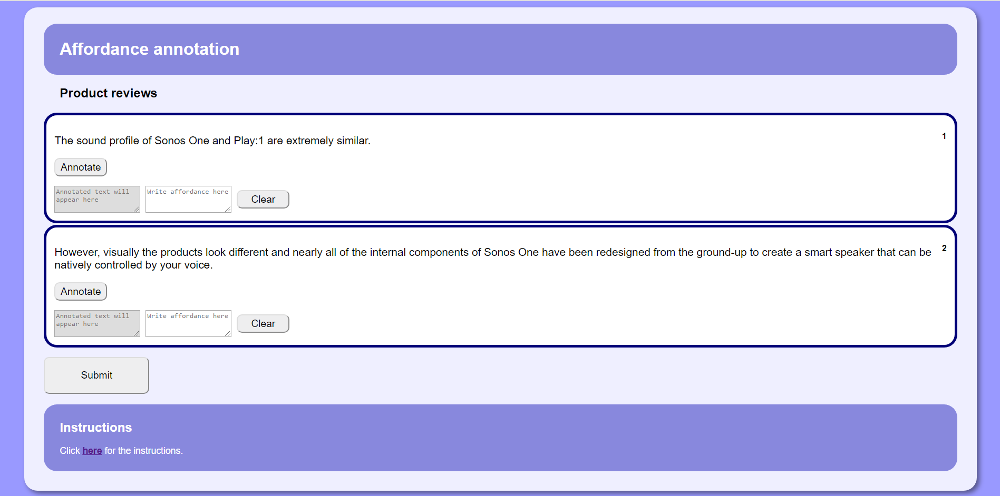 Affordance annotation
Product reviews
The sound profile of Sonos One and Play:1 are extremely similar.
1
Annotate
Annotated text will
appear here
Write affordance here
Clear
However, visually the products look different and nearly all of the internal components of Sonos One have been redesigned from the ground-up to create a smart speaker that can be
natively controlled by your voice.
2
Annotate
Annotated text will
appear here
Write affordance here
Clear
Submit
Instructions
Click here for the instructions.